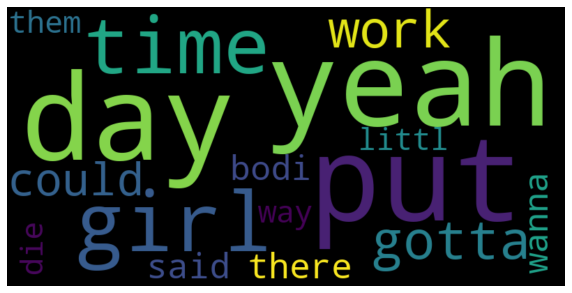 them
time
work
day
yeah
littl
could
bodi
put
girl
way
gotta
wanna
die
said
there